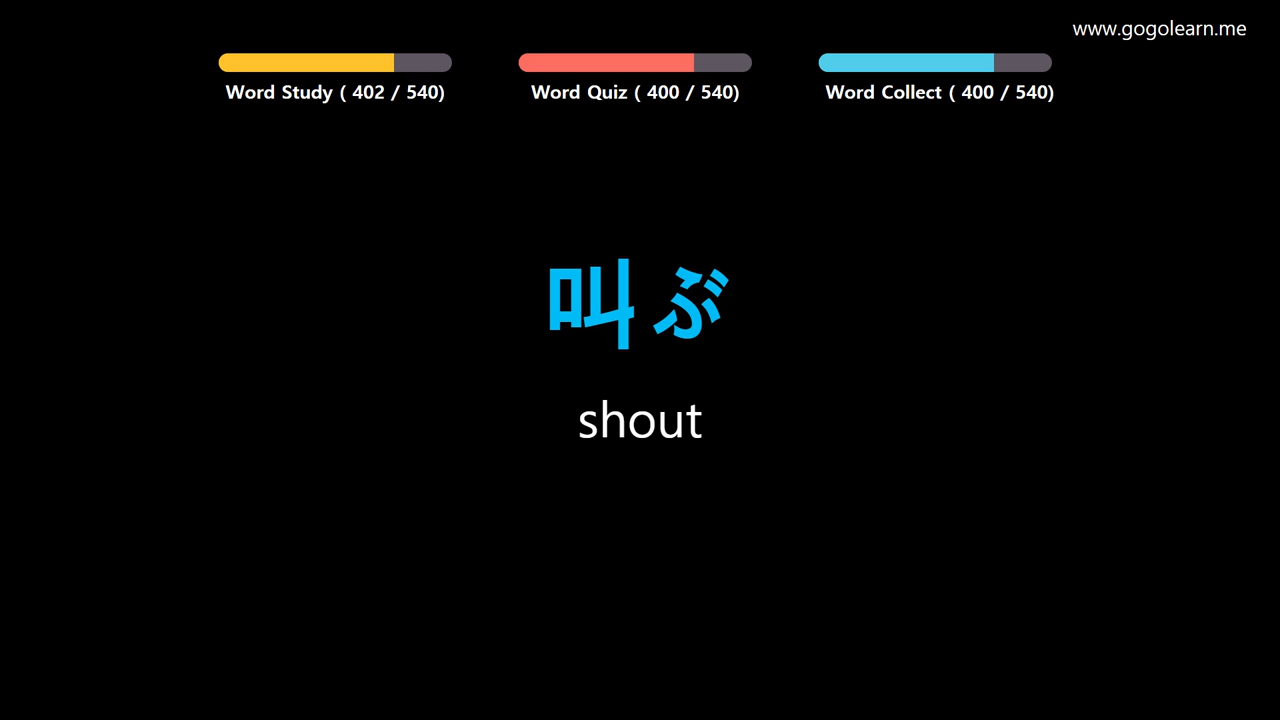 www.gogolearn.me
Word Study ( 402 / 540)
Word Quiz ( 400 / 540)
Word Collect ( 400 / 540)
叫ぶ
shout